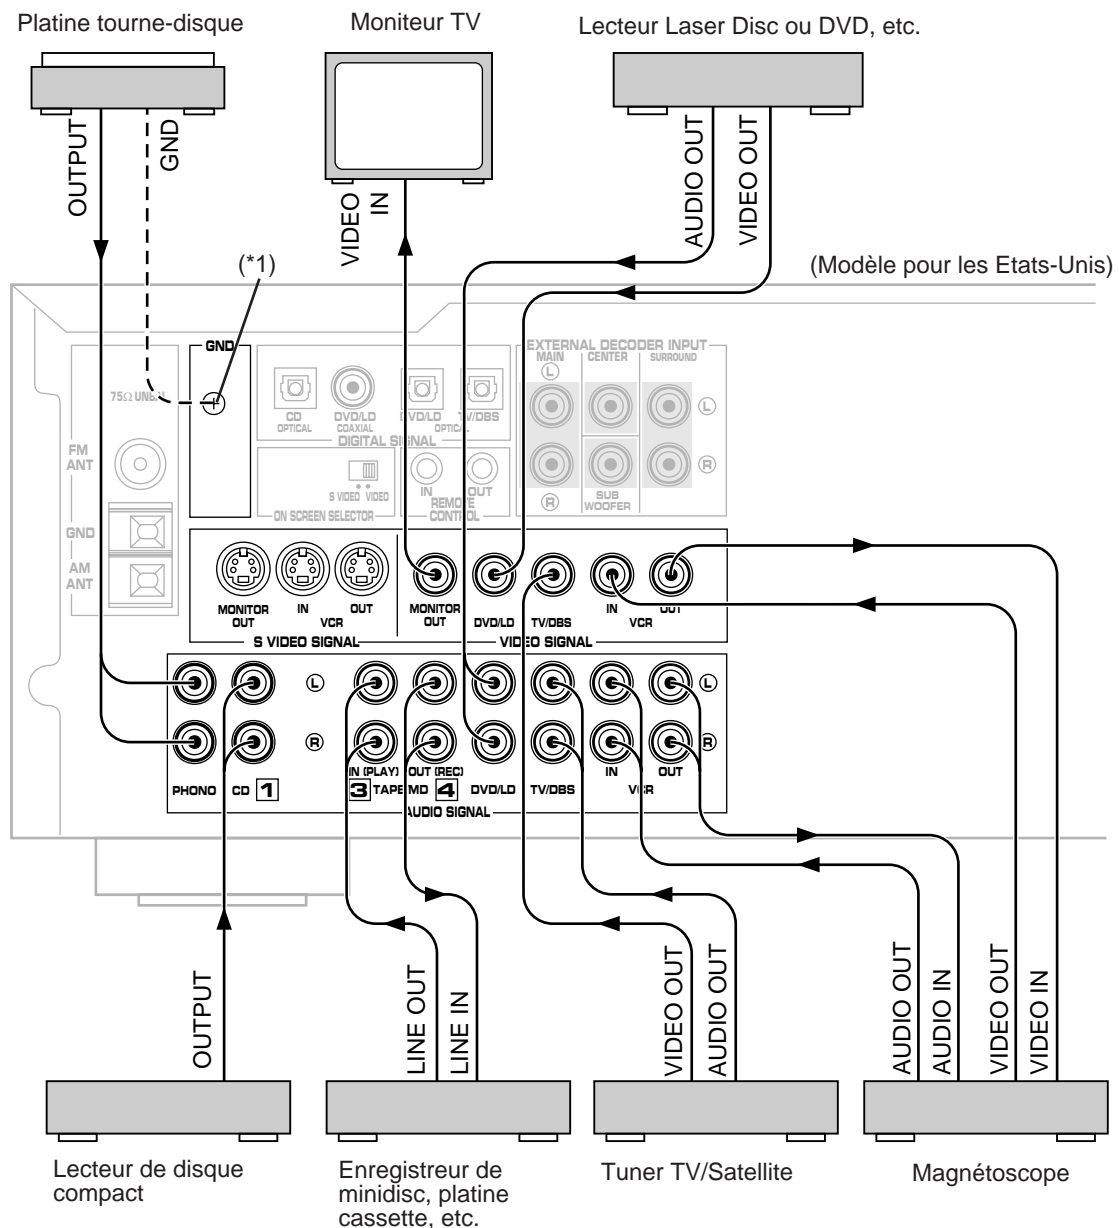 Platine tourne-disque
Moniteur TV
Lecteur Laser Disc ou DVD, etc.
OUTPUT
GND
VIDEO
IN
AUDIO OUT
VIDEO OUT
(*1)
(Modèle pour les Etats-Unis)
GND
EXTERNAL DECODER INPUT
MAIN
CENTER
SURROUND
L
75Ω
CD
OPTICAL
DVD/LD
COAXIAL
DVD/LD
TV/DBS
OPTICAL
L
DIGITAL SIGNAL
FM
ANT
S VIDEO VIDEO
ON SCREEN SELECTOR
IN
OUT
REMOTE
CONTROL
R
SUB
WOOFER
R
GND
AM
ANT
MONITOR
OUT
IN
OUT
VCR
S VIDEO SIGNAL
MONITOR
OUT
DVD/LD
TV/DBS
IN
OUT
VCR
VIDEO SIGNAL
L
L
R
R
PHONO
CD 1
IN (PLAY)
OUT (REC)
3 TAPE/MD 4
DVD/LD
TV/DBS
IN
OUT
VCR
AUDIO SIGNAL
OUTPUT
LINE OUT
LINE IN
VIDEO OUT
AUDIO OUT
AUDIO OUT
AUDIO IN
VIDEO OUT
VIDEO IN
Lecteur de disque
compact
Enregistreur de
minidisc, platine
cassette, etc.
Tuner TV/Satellite
Magnétoscope